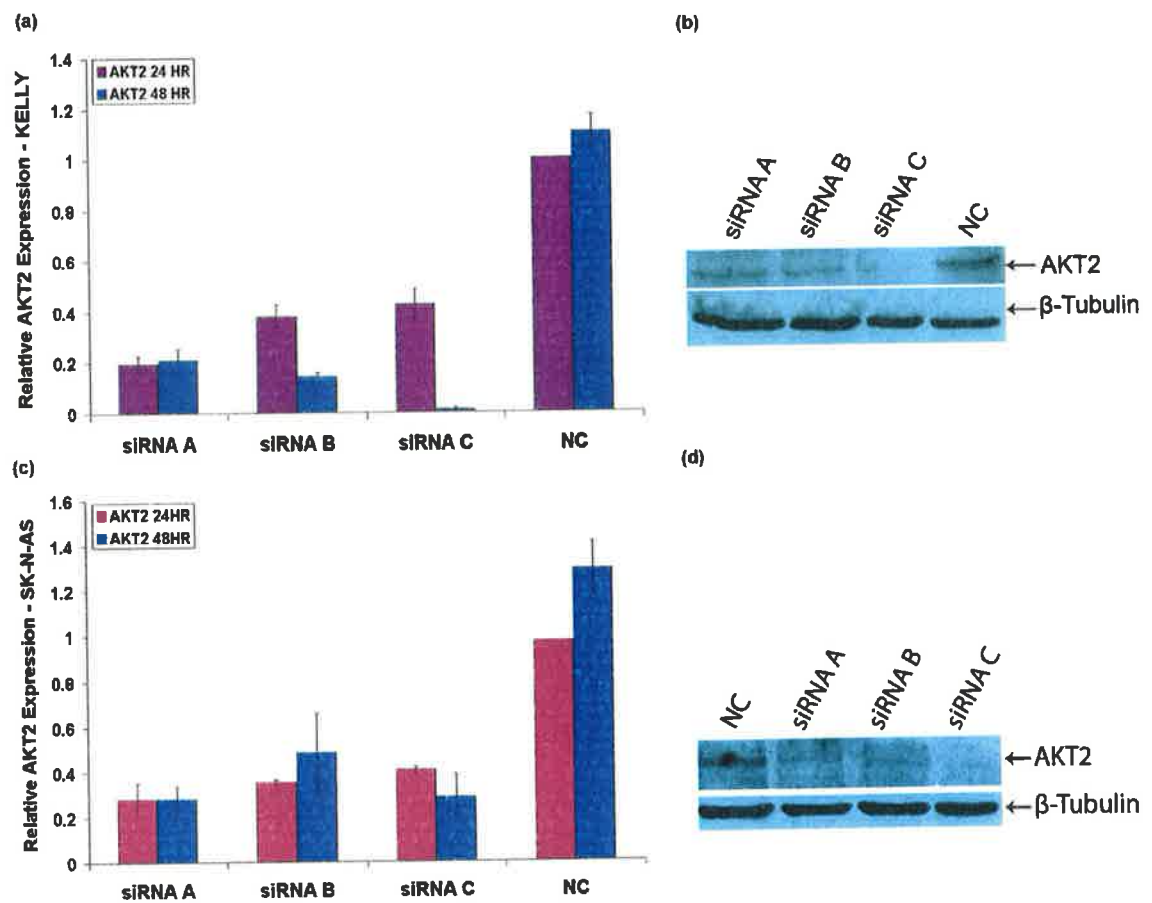 (a)
Relative AKT2 Expression - KELLY
1.4
1.2
1
0.8
0.6
0.4
0.2
0
AKT2 24 HR
AKT2 48 HR
siRNA A
siRNA B
siRNA C
NC
(b)
siRNA A
siRNA B
siRNA C
NC
AKT2
β-Tubulin
(c)
Relative AKT2 Expression - SK-N-AS
1.6
1.4
1.2
1
0.8
0.6
0.4
0.2
0
AKT2 24HR
AKT2 48HR
siRNA A
siRNA B
siRNA C
NC
(d)
NC
siRNA A
siRNA B
siRNA C
AKT2
β-Tubulin